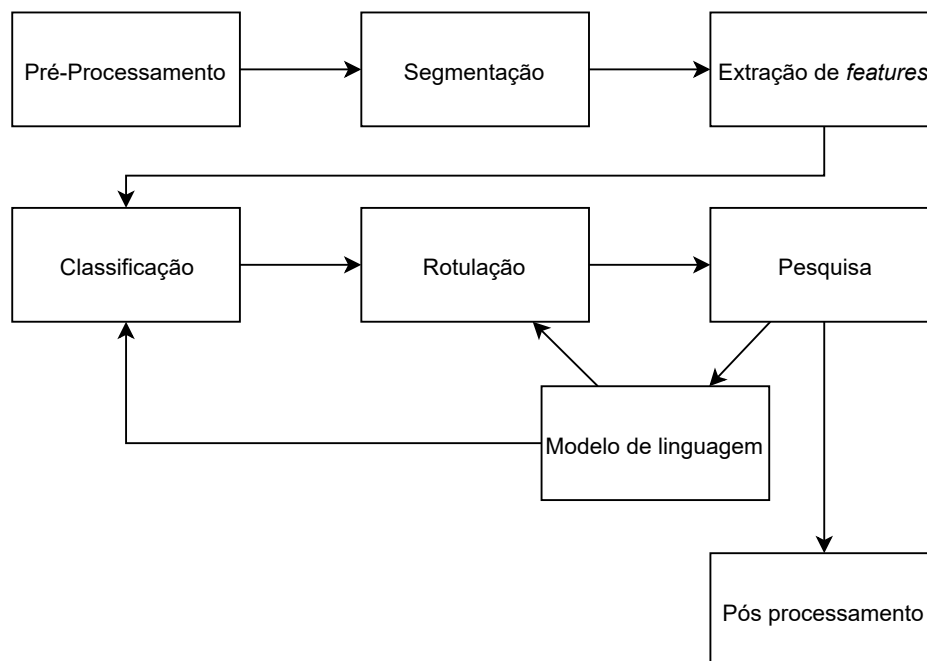 Pré-Processamento
Segmentação
Extração de features
Classificação
Rotulação
Pesquisa
Modelo de linguagem
Pós processamento